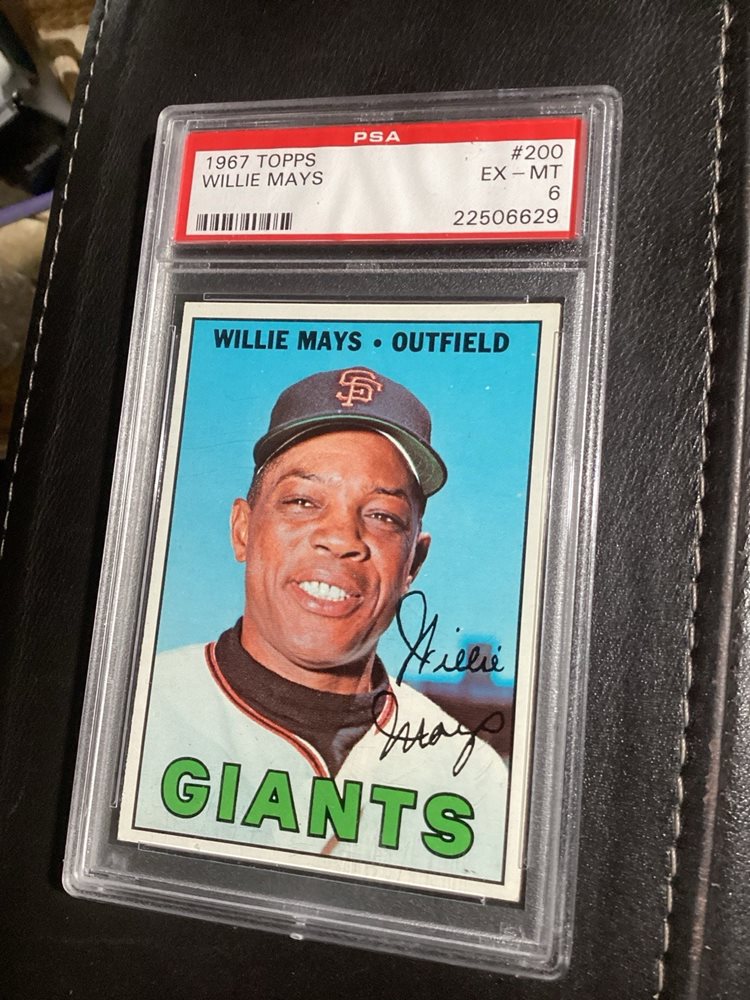 PSA
1967 TOPPS #200
WILLIE MAYS EX - MT
6
22506629
WILLIE MAYS • OUTFIELD
SF
Willie
Mays
GIANTS